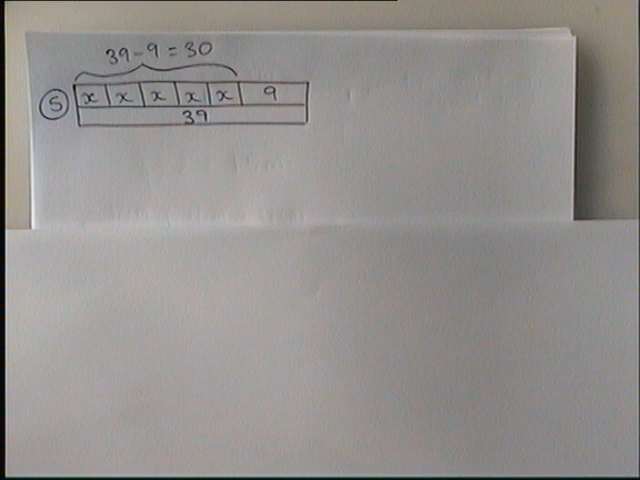 39-9=30
⑤ x x x x x 9
39